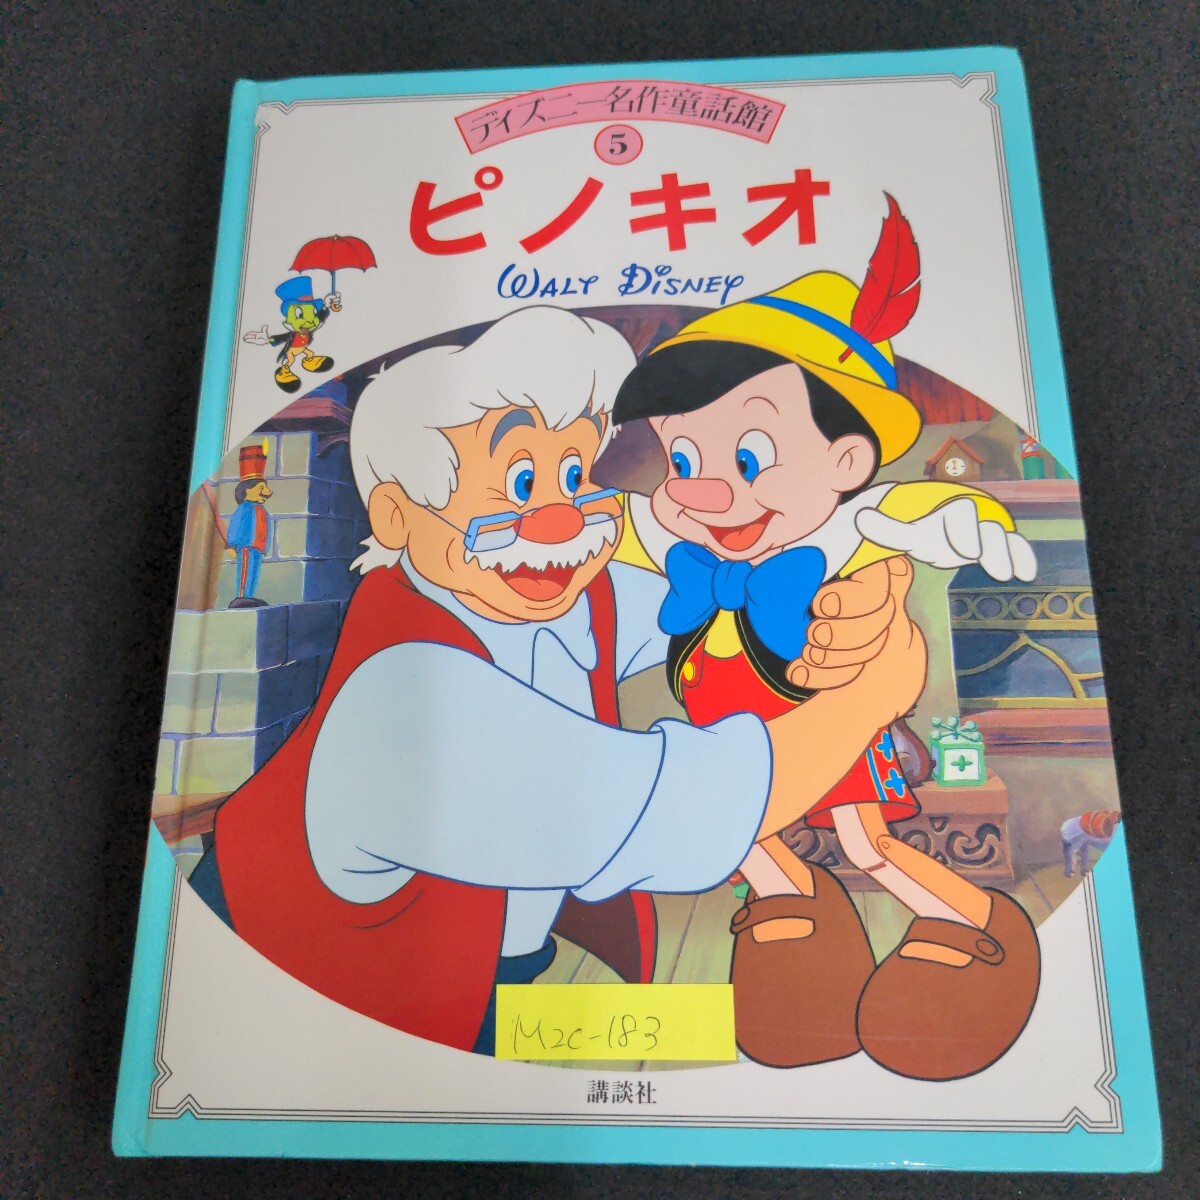 ディズニー名作童話館
5
ピノキオ
WALT DISNEY
M2C-183
講談社